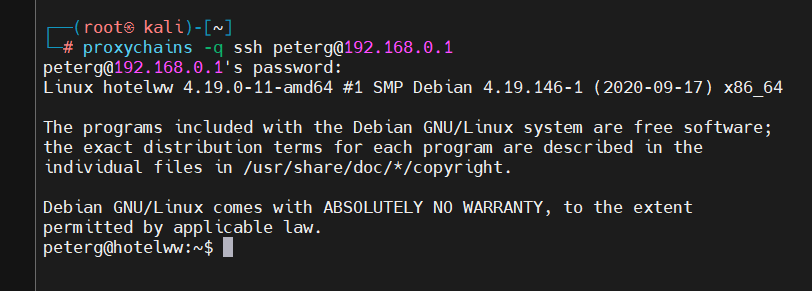 ┌──(root㉿ kali)-[~]
└─# proxychains -q ssh peterg@192.168.0.1
peterg@192.168.0.1's password:
Linux hotelww 4.19.0-11-amd64 #1 SMP Debian 4.19.146-1 (2020-09-17) x86_64
The programs included with the Debian GNU/Linux system are free software;
the exact distribution terms for each program are described in the
individual files in /usr/share/doc/*/copyright.
Debian GNU/Linux comes with ABSOLUTELY NO WARRANTY, to the extent
permitted by applicable law.
peterg@hotelww:~$